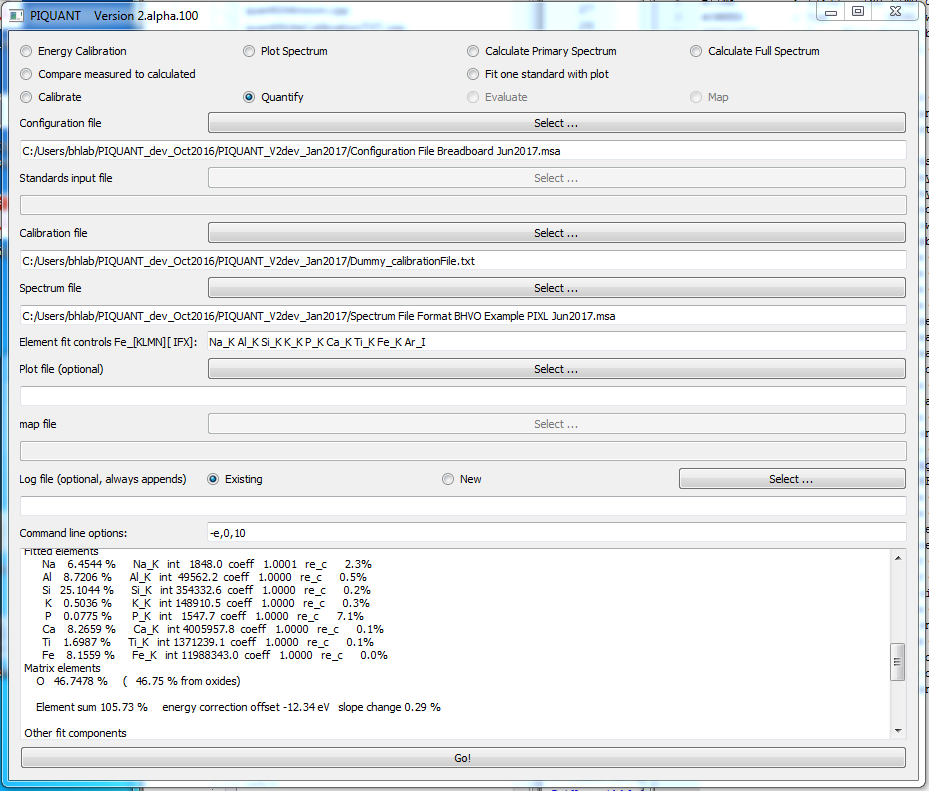 PIQUANT Version 2.alpha.100
Energy Calibration Plot Spectrum Calculate Primary Spectrum Calculate Full Spectrum
Compare measured to calculated Fit one standard with plot
Calibrate Quantify Evaluate Map
Configuration file Select ...
C:/Users/bhlab/PIQUANT_dev_Oct2016/PIQUANT_V2dev_Jan2017/Configuration File Breadboard Jun2017.msa
Standards input file Select ...
Calibration file Select ...
C:/Users/bhlab/PIQUANT_dev_Oct2016/PIQUANT_V2dev_Jan2017/Dummy_calibrationFile.txt
Spectrum file Select ...
C:/Users/bhlab/PIQUANT_dev_Oct2016/PIQUANT_V2dev_Jan2017/Spectrum File Format BHVO Example PIXL Jun2017.msa
Element fit controls Fe_[KLMN][ IFX]: Na_K Al_K Si_K K_K P_K Ca_K Ti_K Fe_K Ar_I
Plot file (optional) Select ...
map file Select ...
Log file (optional, always appends) Existing New Select ...
Command line options: -e,0,10
Fitted elements
Na 6.4544 % Na_K int 1848.0 coeff 1.0001 re_c 2.3%
Al 8.7206 % Al_K int 49562.2 coeff 1.0000 re_c 0.5%
Si 25.1044 % Si_K int 354332.6 coeff 1.0000 re_c 0.2%
K 0.5036 % K_K int 148910.5 coeff 1.0000 re_c 0.3%
P 0.0775 % P_K int 1547.7 coeff 1.0000 re_c 7.1%
Ca 8.2659 % Ca_K int 4005957.8 coeff 1.0000 re_c 0.1%
Ti 1.6987 % Ti_K int 1371239.1 coeff 1.0000 re_c 0.1%
Fe 8.1559 % Fe_K int 11988343.0 coeff 1.0000 re_c 0.0%
Matrix elements
O 46.7478 % ( 46.75 % from oxides)
Element sum 105.73 % energy correction offset -12.34 eV slope change 0.29 %
Other fit components
Go!